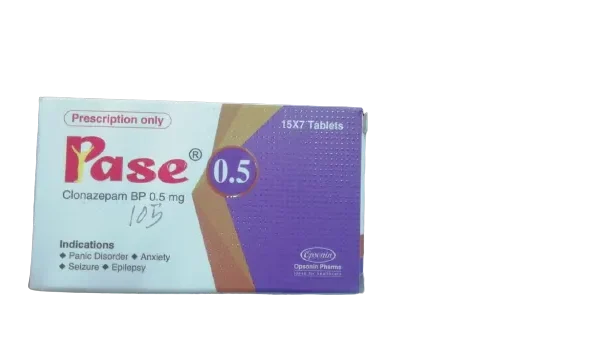 Prescription only
15X7 Tablets
Pase®
0.5
Clonazepam BP 0.5 mg
105
Indications
◆ Panic Disorder ◆ Anxiety
◆ Seizure ◆ Epilepsy
Opsonin
Opsonin Pharma